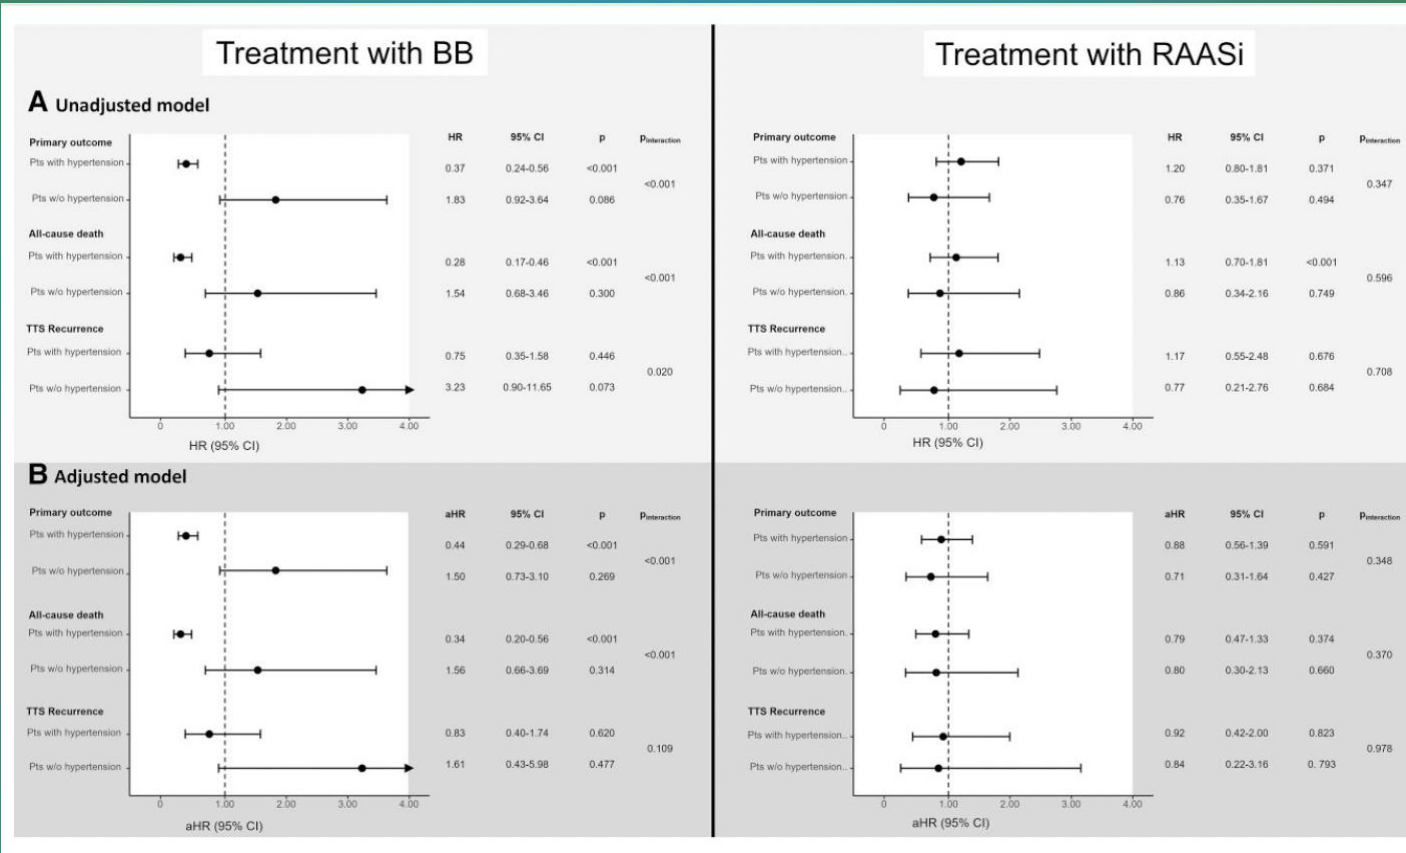 Treatment with BB
A Unadjusted model
HR 95% CI p pinteraction
Primary outcome
Pts with hypertension 0.37 0.24-0.56 <0.001
<0.001
Pts w/o hypertension 1.83 0.92-3.64 0.086
All-cause death
Pts with hypertension 0.28 0.17-0.46 <0.001
<0.001
Pts w/o hypertension 1.54 0.68-3.46 0.300
TTS Recurrence
Pts with hypertension 0.75 0.35-1.58 0.446
0.020
Pts w/o hypertension 3.23 0.90-11.65 0.073
0 1.00 2.00 3.00 4.00
HR (95% CI)
B Adjusted model
Primary outcome aHR 95% CI p pinteraction
Pts with hypertension 0.44 0.29-0.68 <0.001
<0.001
Pts w/o hypertension 1.50 0.73-3.10 0.269
All-cause death
Pts with hypertension 0.34 0.20-0.56 <0.001
<0.001
Pts w/o hypertension 1.56 0.66-3.69 0.314
TTS Recurrence
Pts with hypertension 0.83 0.40-1.74 0.620
0.109
Pts w/o hypertension 1.61 0.43-5.98 0.477
0 1.00 2.00 3.00 4.00
aHR (95% CI)
Treatment with RAASi
Primary outcome HR 95% CI p pinteraction
Pts with hypertension 1.20 0.80-1.81 0.371
0.347
Pts w/o hypertension 0.76 0.35-1.67 0.494
All-cause death
Pts with hypertension. 1.13 0.70-1.81 <0.001
0.596
Pts w/o hypertension. 0.86 0.34-2.16 0.749
TTS Recurrence
Pts with hypertension.. 1.17 0.55-2.48 0.676
0.708
Pts w/o hypertension.. 0.77 0.21-2.76 0.684
0 1.00 2.00 3.00 4.00
HR (95% CI)
Primary outcome aHR 95% CI p pinteraction
Pts with hypertension 0.88 0.56-1.39 0.591
0.348
Pts w/o hypertension 0.71 0.31-1.64 0.427
All-cause death
Pts with hypertension. 0.79 0.47-1.33 0.374
0.370
Pts w/o hypertension. 0.80 0.30-2.13 0.660
TTS Recurrence
Pts with hypertension.. 0.92 0.42-2.00 0.823
0.978
Pts w/o hypertension.. 0.84 0.22-3.16 0. 793
0 1.00 2.00 3.00 4.00
aHR (95% CI)